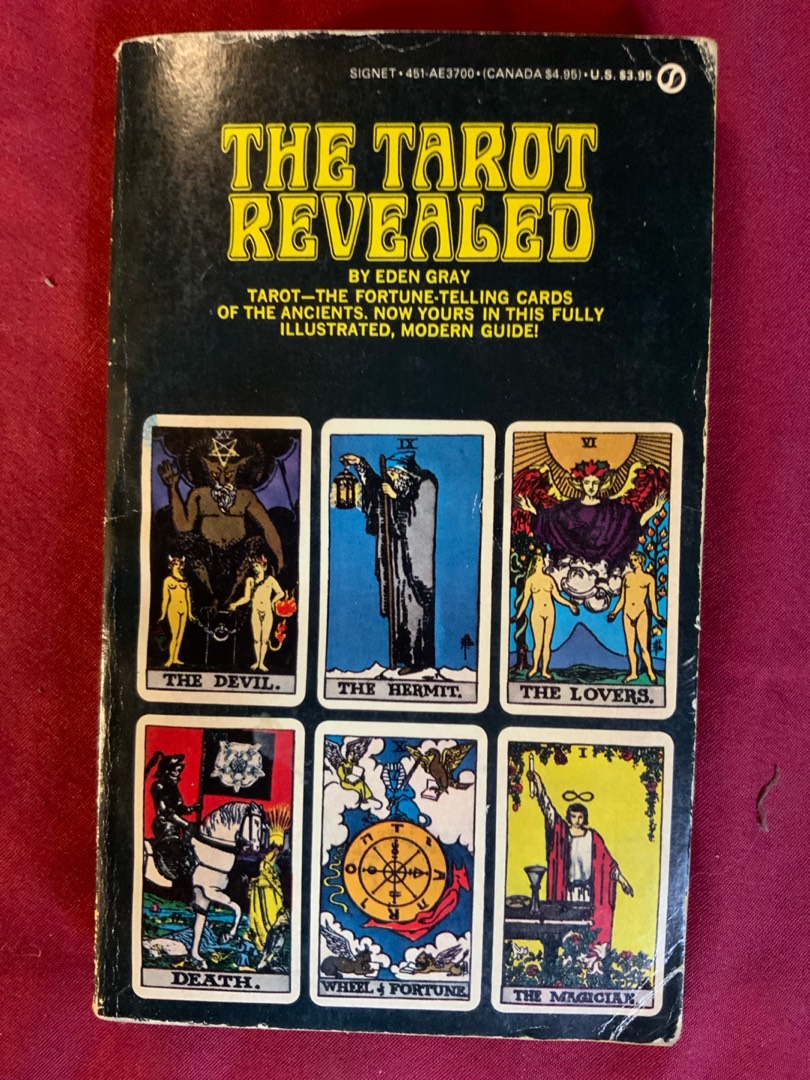 SIGNET • 451-AE3700 • (CANADA $4.95) • U.S. $3.95
THE TAROT
REVEALED
BY EDEN GRAY
TAROT—THE FORTUNE-TELLING CARDS
OF THE ANCIENTS. NOW YOURS IN THIS FULLY
ILLUSTRATED, MODERN GUIDE!
XV
IX
VI
THE DEVIL.
THE HERMIT.
THE LOVERS.
X
I
T
A
R
O
DEATH.
WHEEL of FORTUNE
THE MAGICIAN.